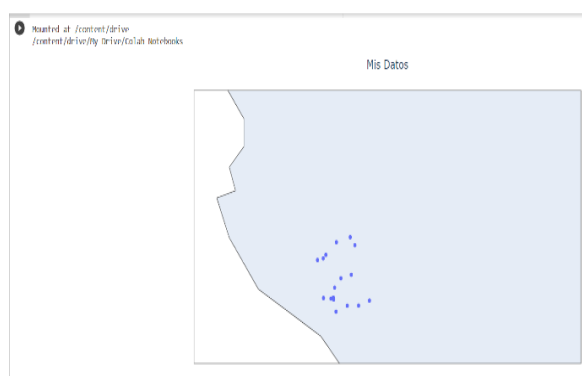 Mounted at /content/drive
/content/drive/My Drive/Colab Notebooks
Mis Datos